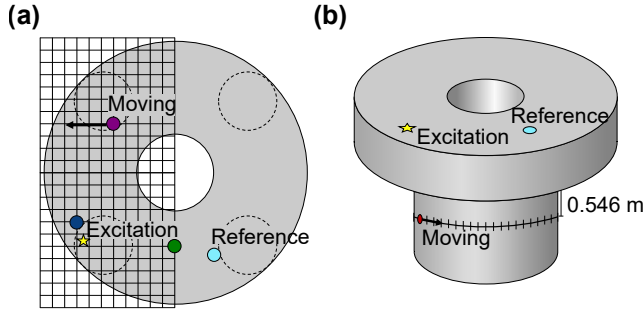 (a)
Moving
Excitation
Reference
(b)
Excitation
Reference
0.546 m
Moving